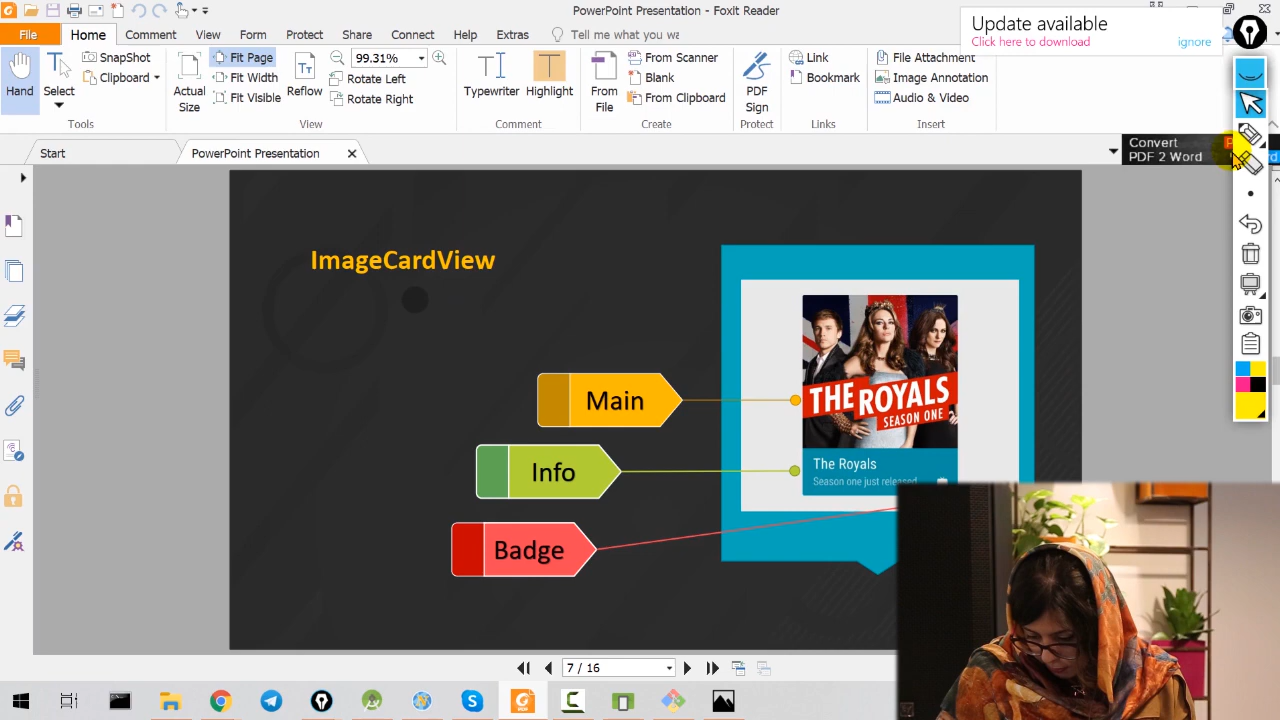 PowerPoint Presentation - Foxit Reader
Update available
Click here to download
ignore
File
Home
Comment
View
Form
Protect
Share
Connect
Help
Extras
Tell me what you wa
Hand
Select
SnapShot
Clipboard
Actual
Size
Fit Page
Fit Width
Fit Visible
Reflow
99.31%
Rotate Left
Rotate Right
Typewriter
Highlight
From
File
From Scanner
Blank
From Clipboard
PDF
Sign
Link
Bookmark
File Attachment
Image Annotation
Audio & Video
Tools
View
Comment
Create
Protect
Links
Insert
Start
PowerPoint Presentation
Convert
PDF 2 Word
ImageCardView
Main
Info
Badge
THE ROYALS
SEASON ONE
The Royals
Season one just released
7 / 16